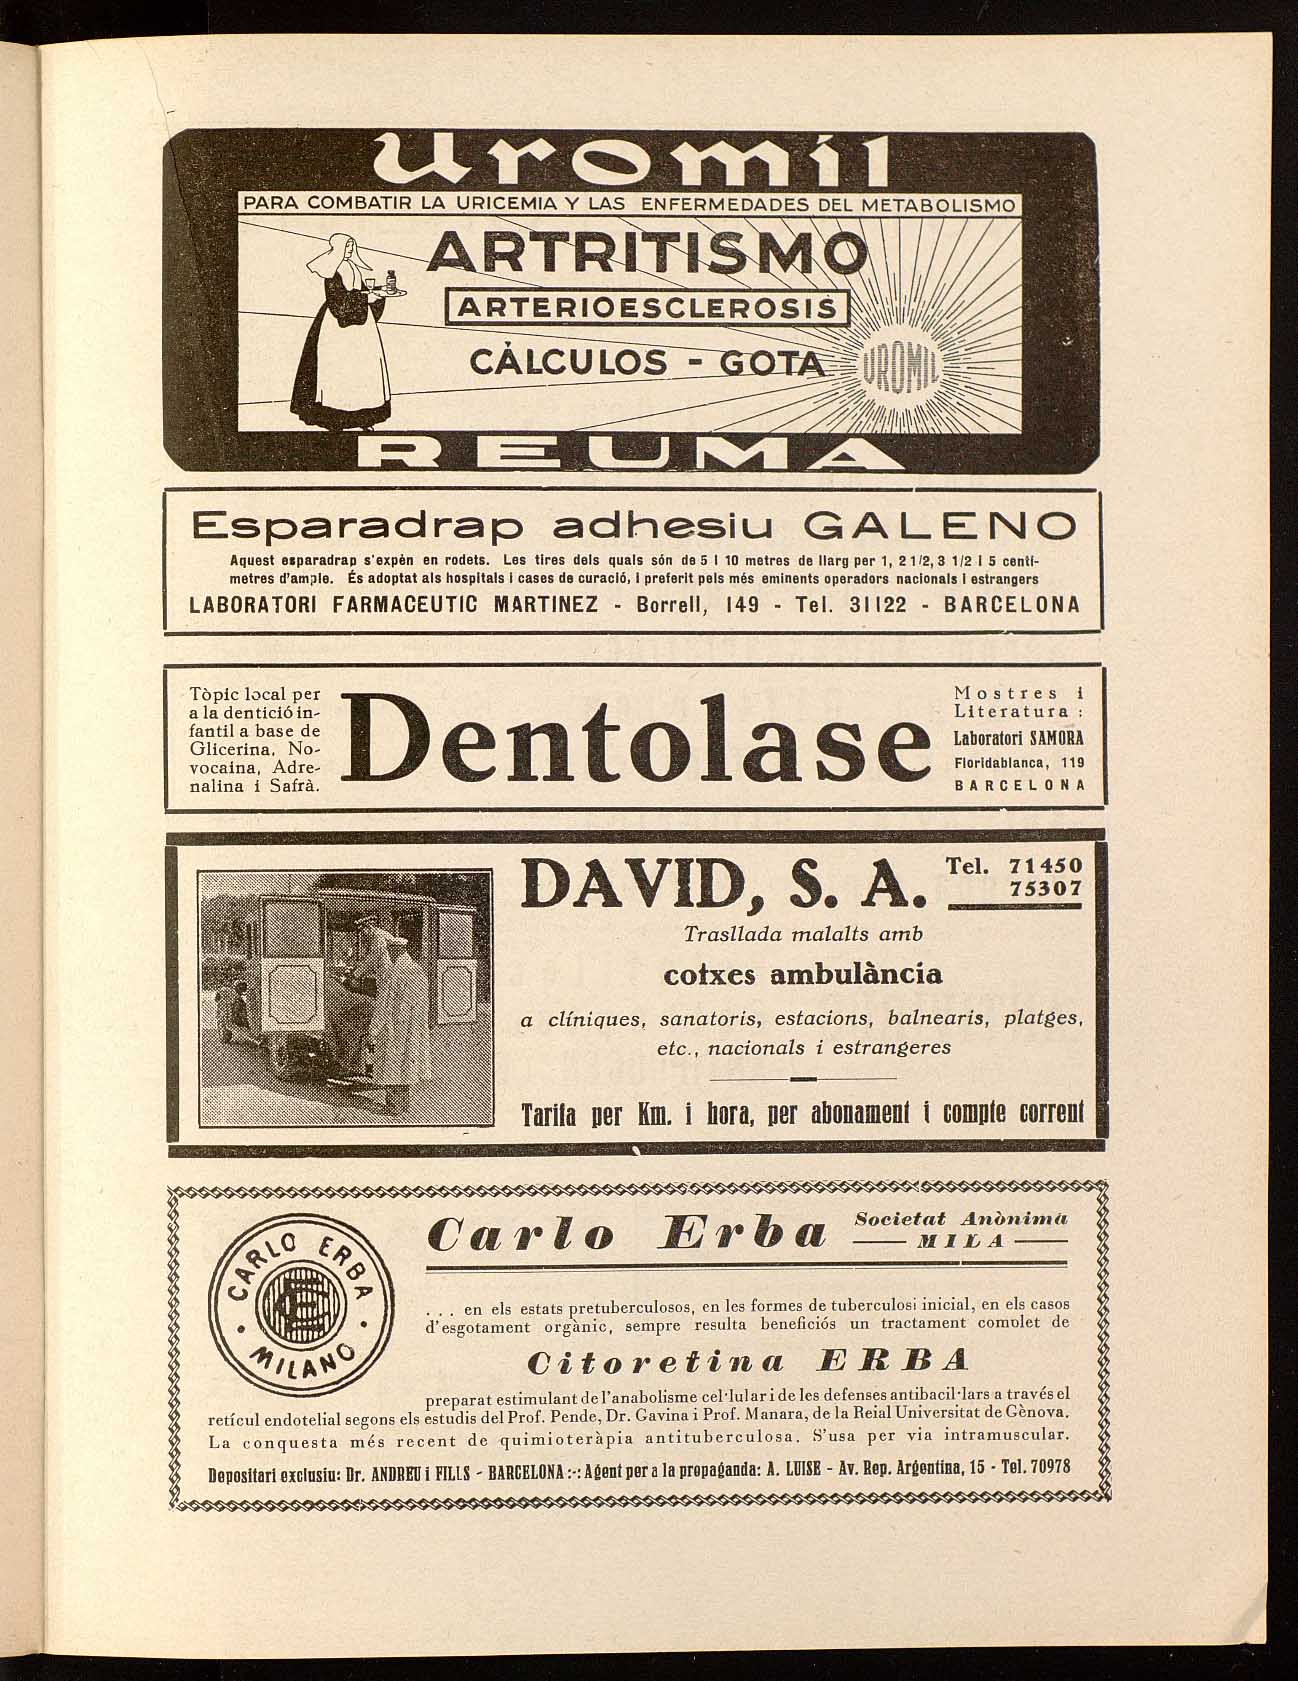 Uromil
PARA COMBATIR LA URICEMIA Y LAS ENFERMEDADES DEL METABOLISMO
ARTRITISMO
ARTERIOESCLEROSIS
CÀLCULOS - GOTA
UROMIL
REUMA
Esparadrap adhesiu GALENO
Aquest esparadrap s'expèn en rodets. Les tires dels quals són de 5 i 10 metres de llarg per 1, 2 1/2, 3 1/2 i 5 centí-
metres d'ample. És adoptat als hospitals i cases de curació, i preferit pels més eminents operadors nacionals i estrangers
LABORATORI FARMACEUTIC MARTINEZ - Borrell, 149 - Tel. 31122 - BARCELONA
Tòpic local per
a la dentició in-
fantil a base de
Glicerina, No-
vocaina, Adre-
nalina i Safrà.
Dentolase
Mostres i
Literatura :
Laboratori SAMORA
Floridablanca, 119
BARCELONA
DAVID, S. A.
Tel. 71450
75307
Trasllada malalts amb
cotxes ambulància
a clíniques, sanatoris, estacions, balnearis, platges,
etc., nacionals i estrangeres
Tarifa per Km. i hora, per abonament i compte corrent
CARLO ERBA
CE
MILANO
Carlo Erba
Societat Anònima
MILA
. . . en els estats pretuberculosos, en les formes de tuberculosi inicial, en els casos
d'esgotament orgànic, sempre resulta beneficiós un tractament comolet de
Citoretina ERBA
preparat estimulant de l'anabolisme cel·lular i de les defenses antibacil·lars a través el
retícul endotelial segons els estudis del Prof. Pende, Dr. Gavina i Prof. Manara, de la Reial Universitat de Gènova.
La conquesta més recent de quimioteràpia antituberculosa. S'usa per via intramuscular.
Depositari exclusiu: Dr. ANDREU i FILLS - BARCELONA :-: Agent per a la propaganda: A. LUISE - Av. Rep. Argentina, 15 - Tel. 70978